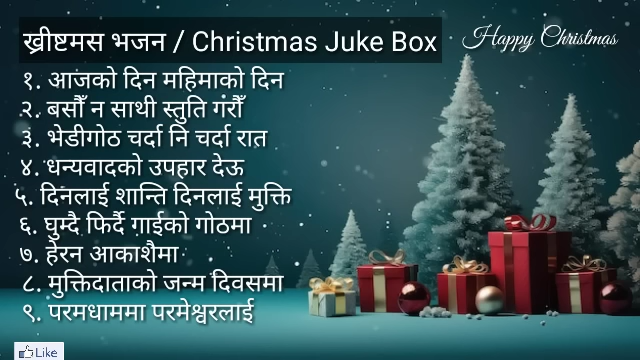 ख्रीष्टमस भजन / Christmas Juke Box
Happy Christmas
१. आजको दिन महिमाको दिन
२. बसौँ न साथी स्तुति गरौँ
३. भेडीगोठ चर्दा नि चर्दा रात
४. धन्यवादको उपहार देऊ
५. दिनलाई शान्ति दिनलाई मुक्ति
६. घुम्दै फिर्दै गाईको गोठमा
७. हेरन आकाशैमा
८. मुक्तिदाताको जन्म दिवसमा
९. परमधाममा परमेश्वरलाई
Like